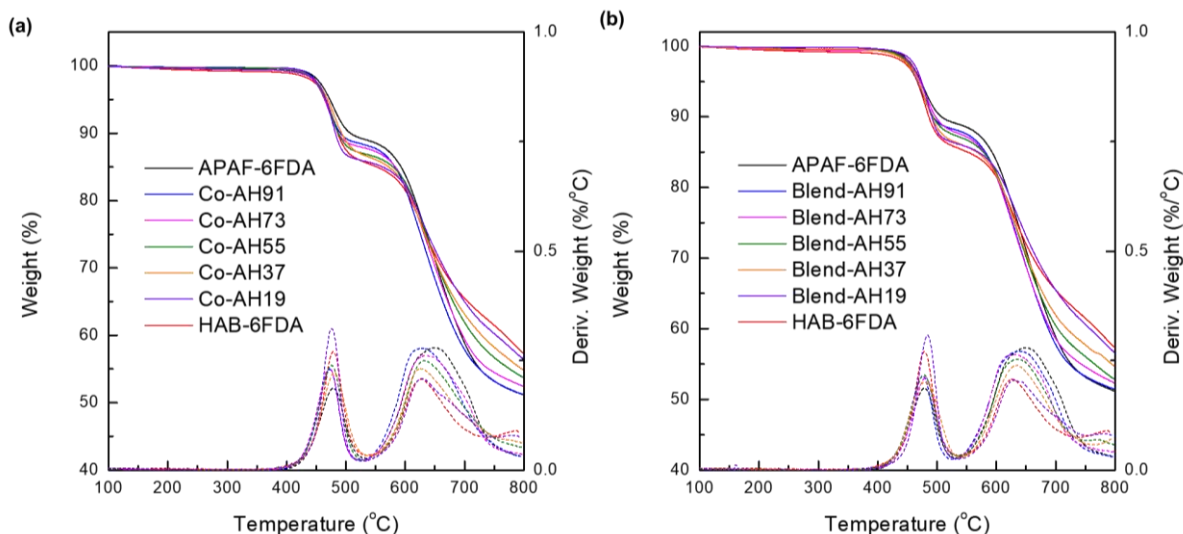 (a)
100
90
80
70
60
50
40
Weight (%)
APAF-6FDA
Co-AH91
Co-AH73
Co-AH55
Co-AH37
Co-AH19
HAB-6FDA
1.0
0.5
0.0
Deriv. Weight (%/°C)
100 200 300 400 500 600 700 800
Temperature (°C)
(b)
100
90
80
70
60
50
40
Weight (%)
APAF-6FDA
Blend-AH91
Blend-AH73
Blend-AH55
Blend-AH37
Blend-AH19
HAB-6FDA
1.0
0.5
0.0
Deriv. Weight (%/°C)
100 200 300 400 500 600 700 800
Temperature (°C)